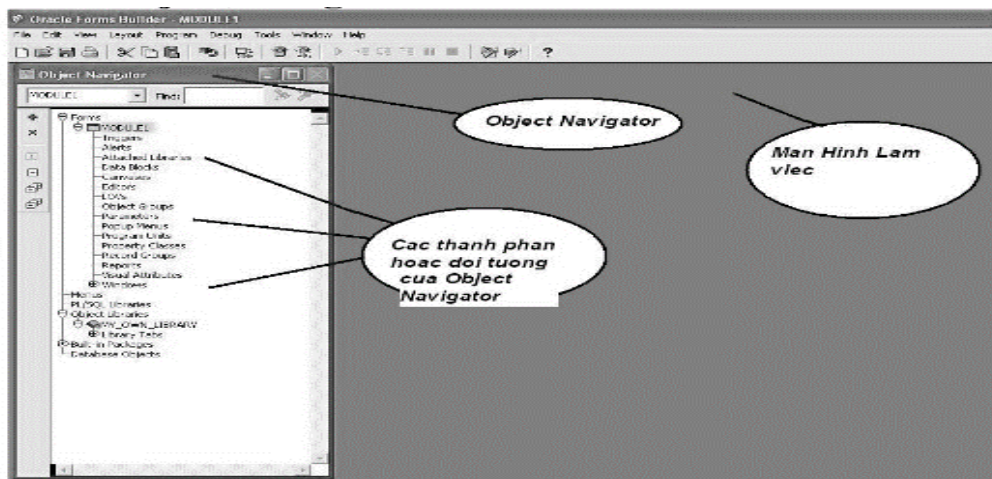 Oracle Forms Builder - MODULE1
File Edit View Layout Program Debug Tools Window Help
Object Navigator
MODULE1 Find:
Forms
MODULE1
Triggers
Alerts
Attached Libraries
Data Blocks
Canvases
Editors
LOVs
Object Groups
Parameters
Popup Menus
Program Units
Property Classes
Record Groups
Reports
Visual Attributes
Windows
Menus
PL/SQL Libraries
Object Libraries
MY_OWN_LIBRARY
Library Tabs
Built-in Packages
Database Objects
Object Navigator
Man Hinh Lam
viec
Cac thanh phan
hoac doi tuong
cua Object
Navigator